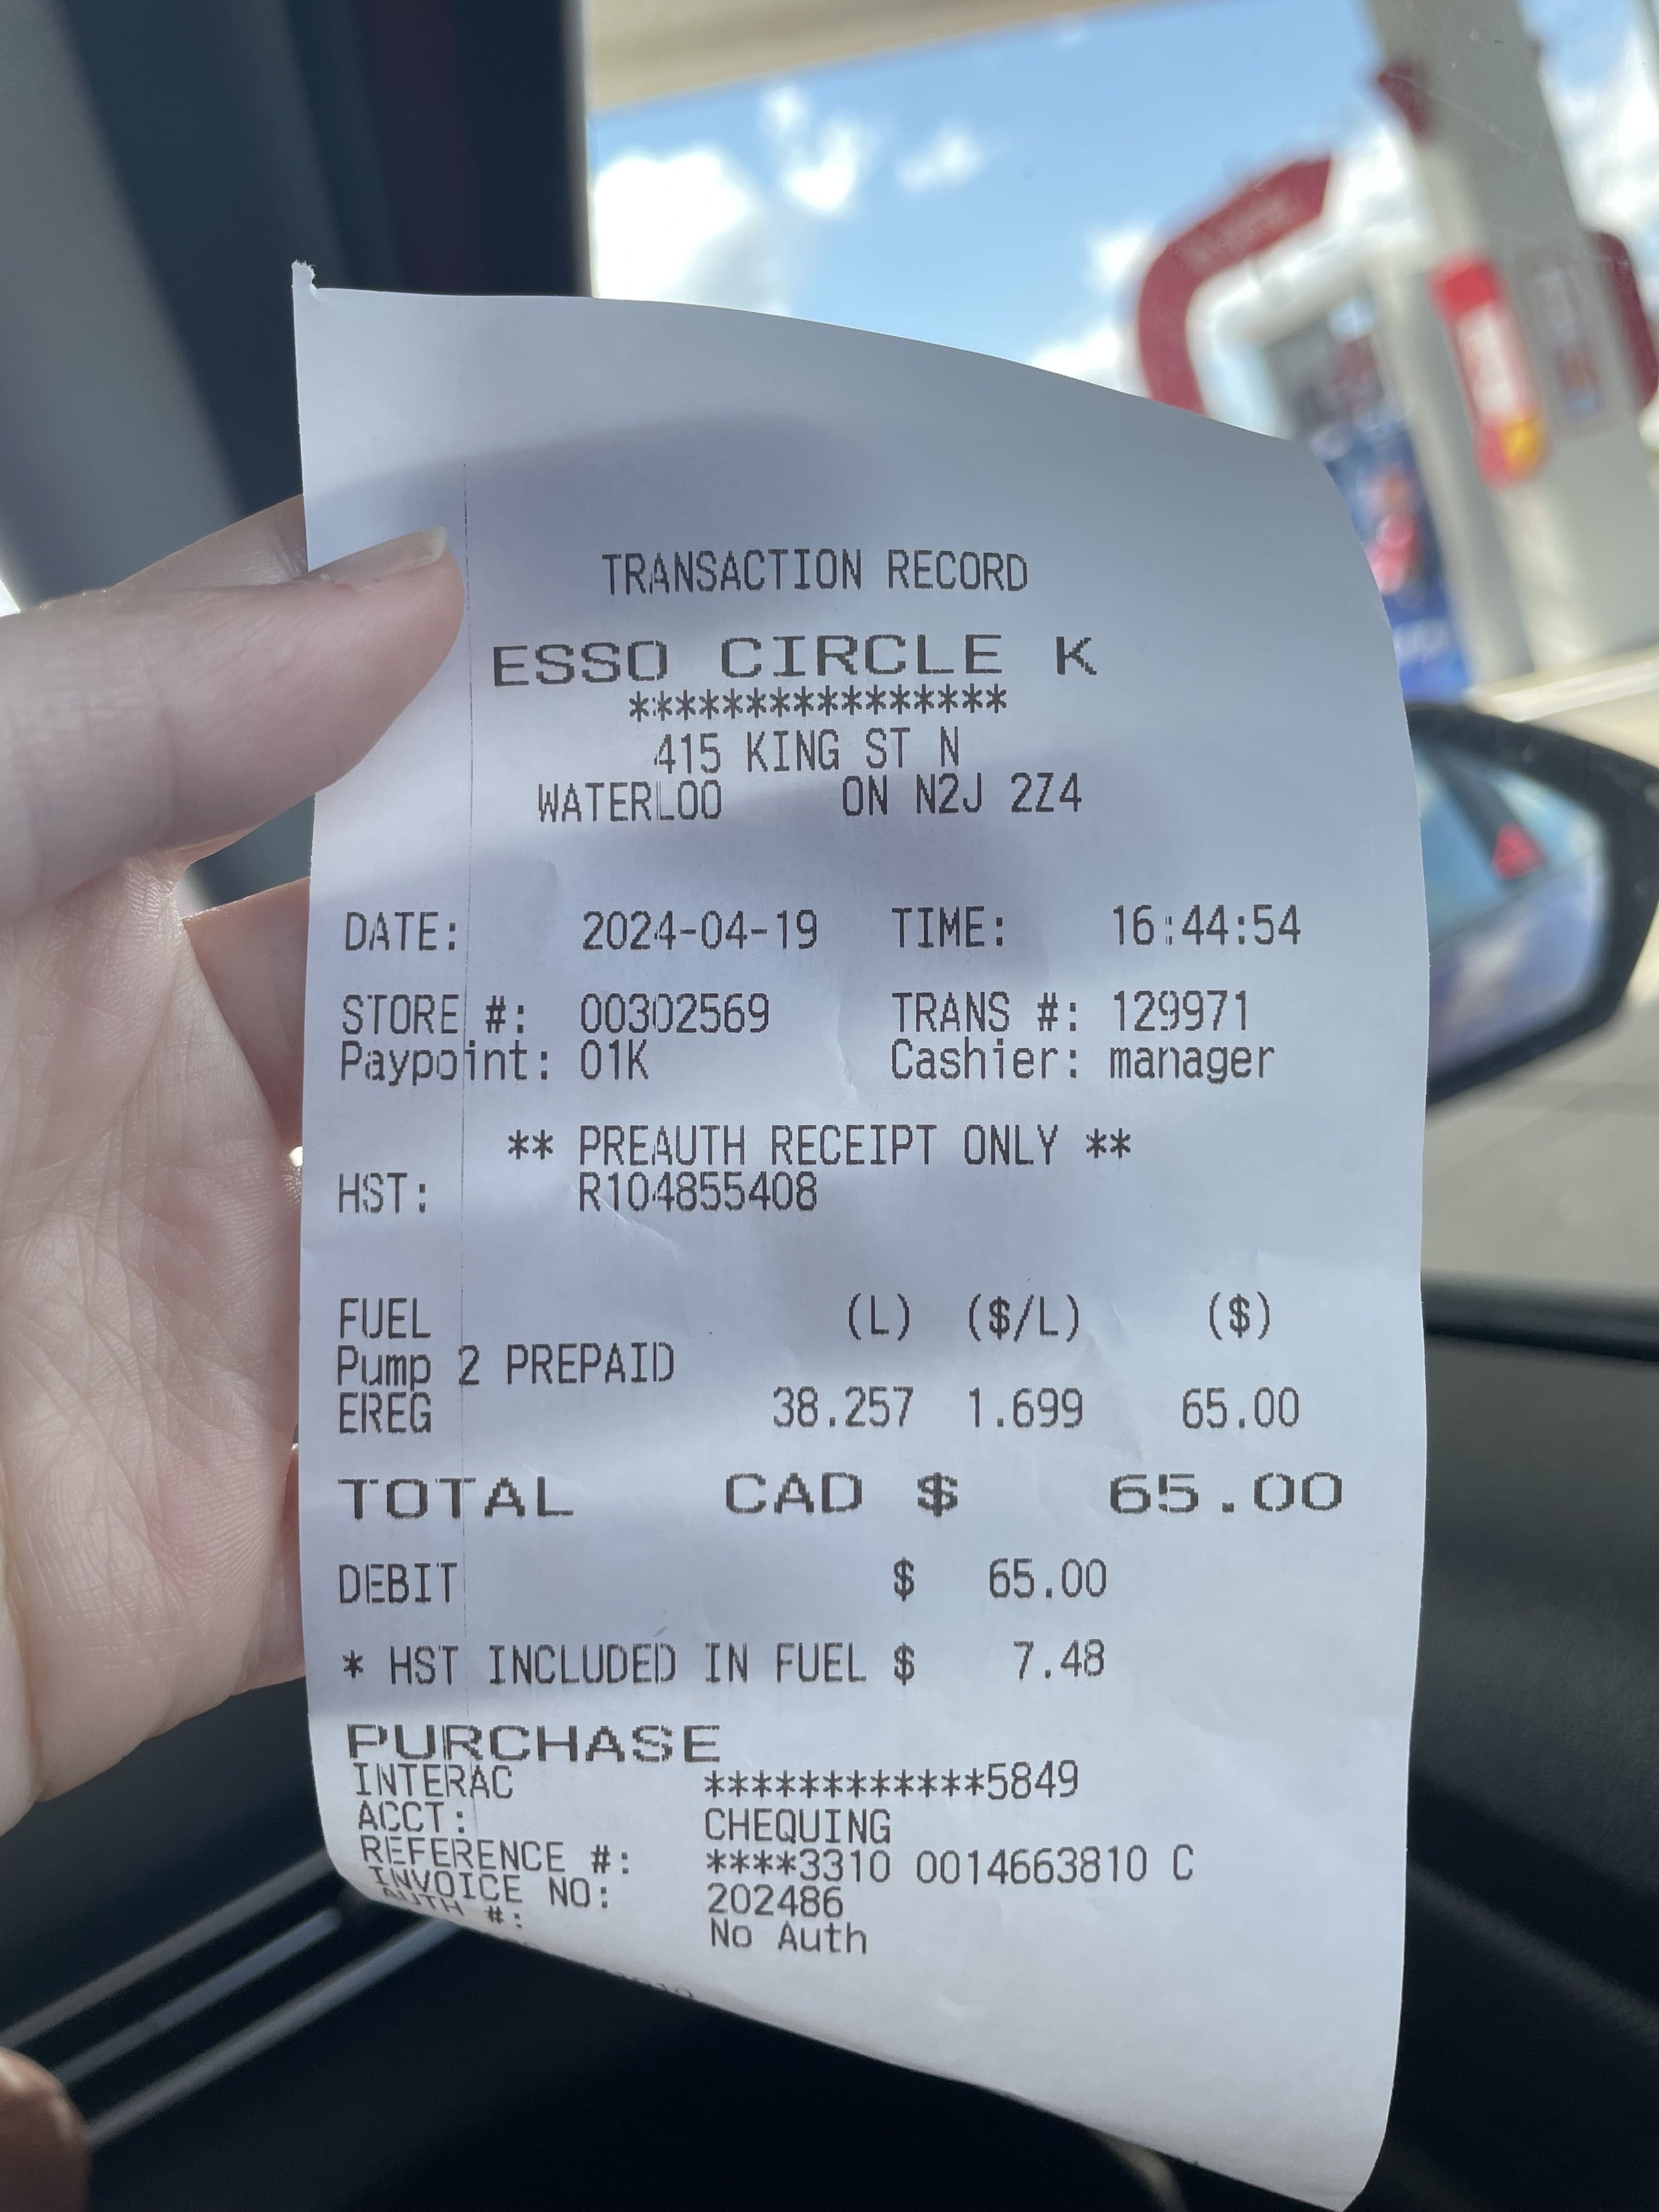 TRANSACTION RECORD
ESSO CIRCLE K
****************
415 KING ST N
WATERLOO ON N2J 2Z4
DATE: 2024-04-19 TIME: 16:44:54
STORE #: 00302569 TRANS #: 129971
Paypoint: 01K Cashier: manager
** PREAUTH RECEIPT ONLY **
HST: R104855408
FUEL (L) ($/L) ($)
Pump 2 PREPAID
EREG 38.257 1.699 65.00
TOTAL CAD $ 65.00
DEBIT $ 65.00
* HST INCLUDED IN FUEL $ 7.48
PURCHASE
INTERAC ************5849
ACCT: CHEQUING
REFERENCE #: ****3310 0014663810 C
INVOICE NO: 202486
AUTH #: No Auth